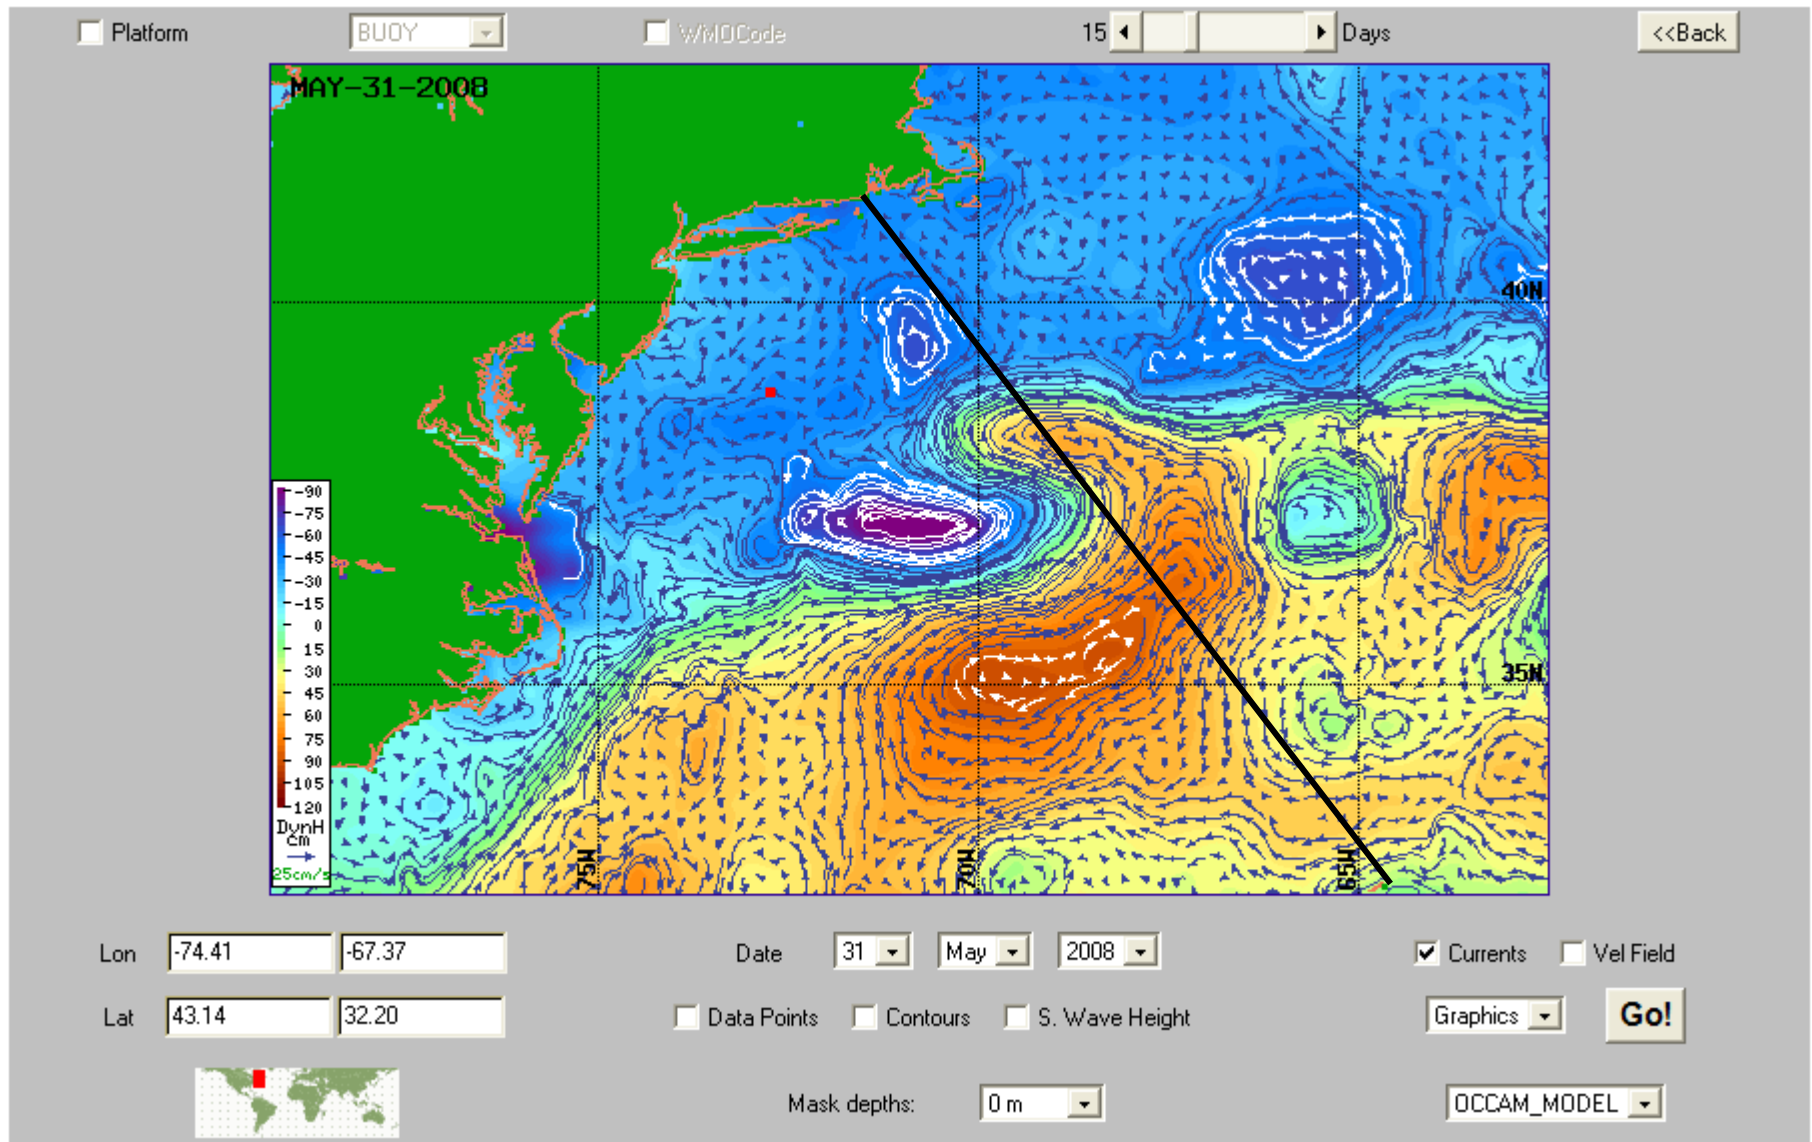 Platform BUOY WMOCode 15 Days <<Back
MAY-31-2008
40N
35N
-90
-75
-60
-45
-30
-15
0
15
30
45
60
75
90
105
120
DynH
cm
25cm/s
75W 70W 65W
Lon -74.41 -67.37 Date 31 May 2008 Currents Vel Field
Lat 43.14 32.20 Data Points Contours S. Wave Height Graphics Go!
Mask depths: 0 m OCCAM_MODEL